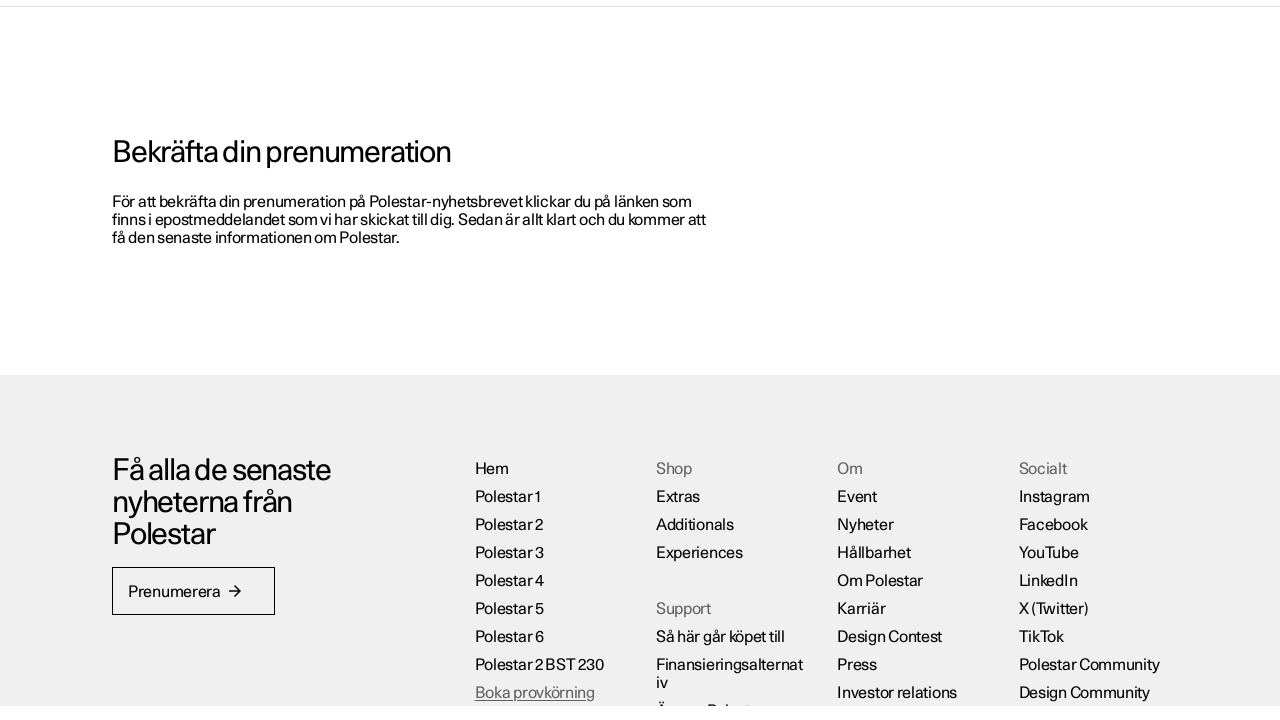 Bekräfta din prenumeration
För att bekräfta din prenumeration på Polestar-nyhetsbrevet klickar du på länken som
finns i epostmeddelandet som vi har skickat till dig. Sedan är allt klart och du kommer att
få den senaste informationen om Polestar.
Få alla de senaste
nyheterna från
Polestar
Prenumerera →
Hem
Polestar 1
Polestar 2
Polestar 3
Polestar 4
Polestar 5
Polestar 6
Polestar 2 BST 230
Boka provkörning
Shop
Extras
Additionals
Experiences
Support
Så här går köpet till
Finansieringsalternat
iv
Om
Event
Nyheter
Hållbarhet
Om Polestar
Karriär
Design Contest
Press
Investor relations
Socialt
Instagram
Facebook
YouTube
LinkedIn
X (Twitter)
TikTok
Polestar Community
Design Community